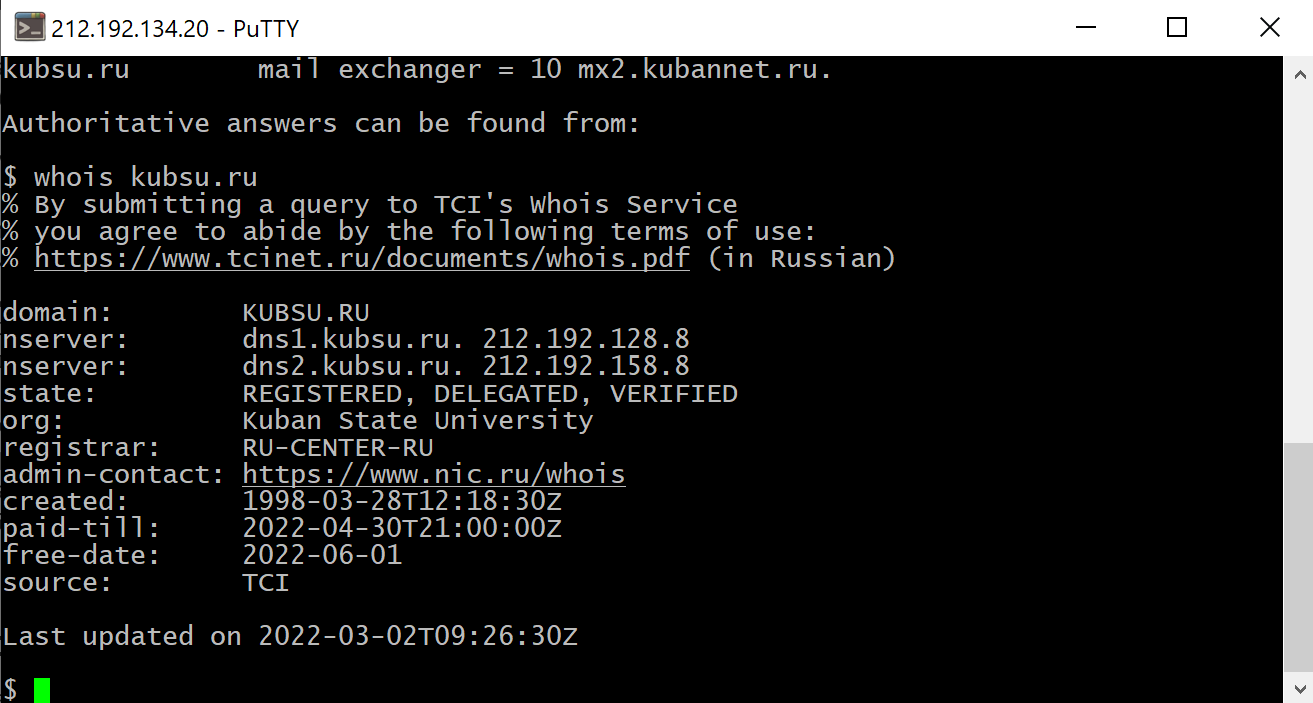 212.192.134.20 - PuTTY
kubsu.ru        mail exchanger = 10 mx2.kubannet.ru.
Authoritative answers can be found from:
$ whois kubsu.ru
% By submitting a query to TCI's Whois Service
% you agree to abide by the following terms of use:
% https://www.tcinet.ru/documents/whois.pdf (in Russian)
domain:        KUBSU.RU
nserver:       dns1.kubsu.ru. 212.192.128.8
nserver:       dns2.kubsu.ru. 212.192.158.8
state:         REGISTERED, DELEGATED, VERIFIED
org:           Kuban State University
registrar:     RU-CENTER-RU
admin-contact: https://www.nic.ru/whois
created:       1998-03-28T12:18:30Z
paid-till:     2022-04-30T21:00:00Z
free-date:     2022-06-01
source:        TCI
Last updated on 2022-03-02T09:26:30Z
$